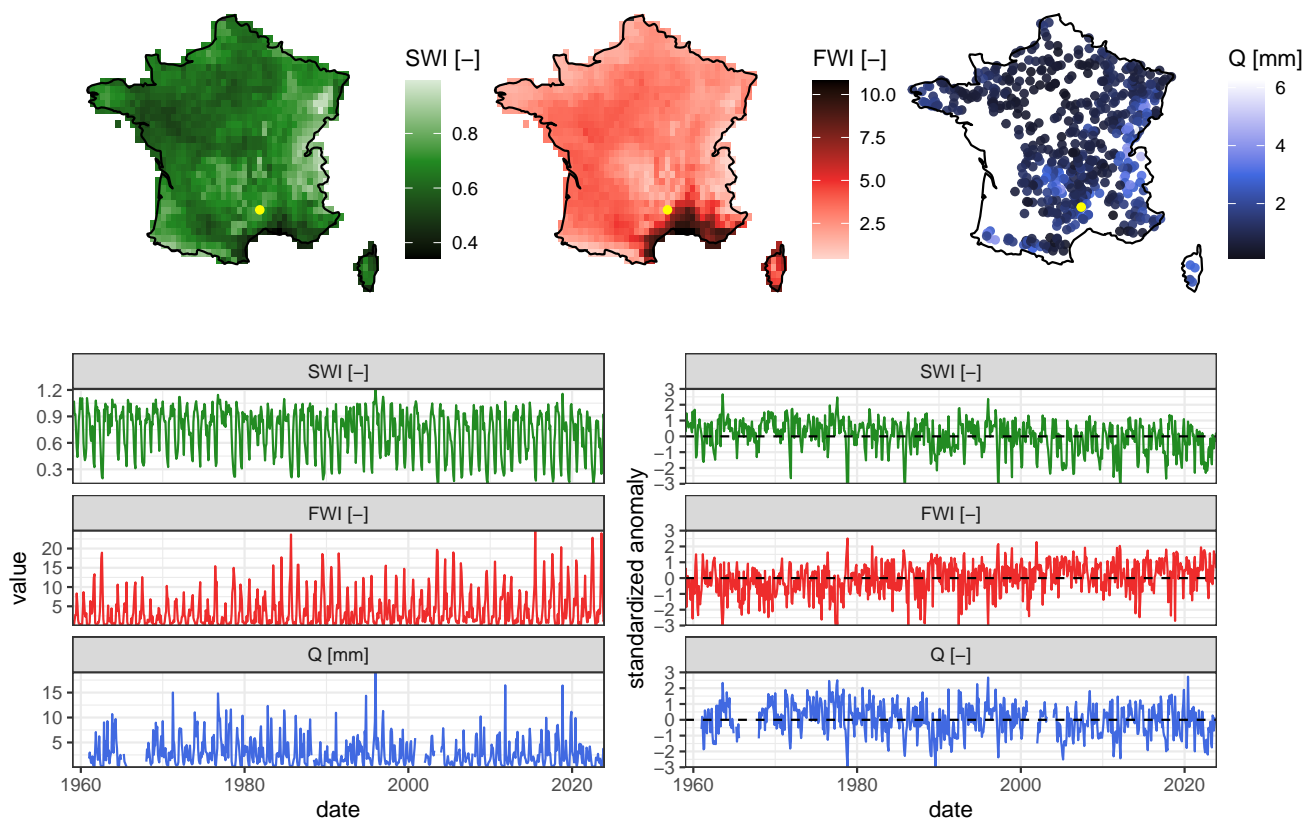 SWI [–]
0.8
0.6
0.4
FWI [–]
10.0
7.5
5.0
2.5
Q [mm]
6
4
2
value
SWI [–]
1.2
0.9
0.6
0.3
FWI [–]
20
15
10
5
Q [mm]
15
10
5
1960 1980 2000 2020
date
standardized anomaly
SWI [–]
3
2
1
0
−1
−2
−3
FWI [–]
3
2
1
0
−1
−2
−3
Q [–]
3
2
1
0
−1
−2
−3
1960 1980 2000 2020
date